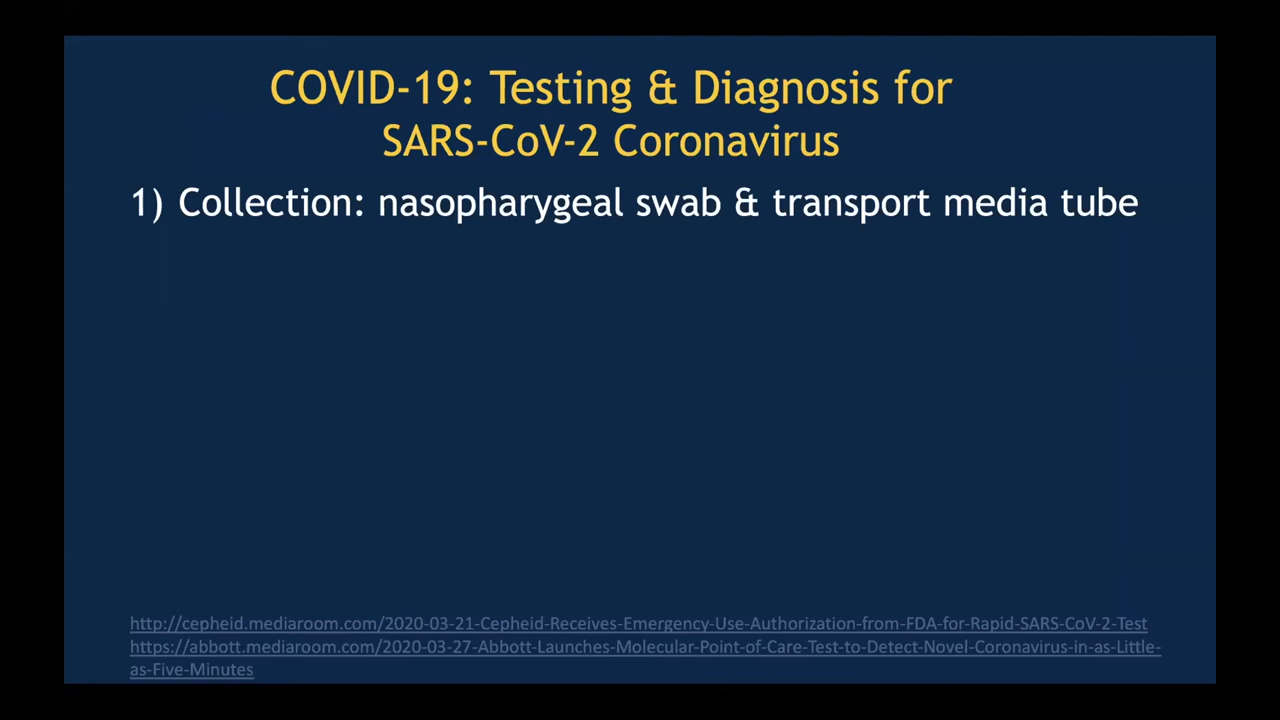 COVID-19: Testing & Diagnosis for
SARS-CoV-2 Coronavirus
1) Collection: nasopharygeal swab & transport media tube
http://cepheid.mediaroom.com/2020-03-21-Cepheid-Receives-Emergency-Use-Authorization-from-FDA-for-Rapid-SARS-CoV-2-Test
https://abbott.mediaroom.com/2020-03-27-Abbott-Launches-Molecular-Point-of-Care-Test-to-Detect-Novel-Coronavirus-in-as-Little-
as-Five-Minutes